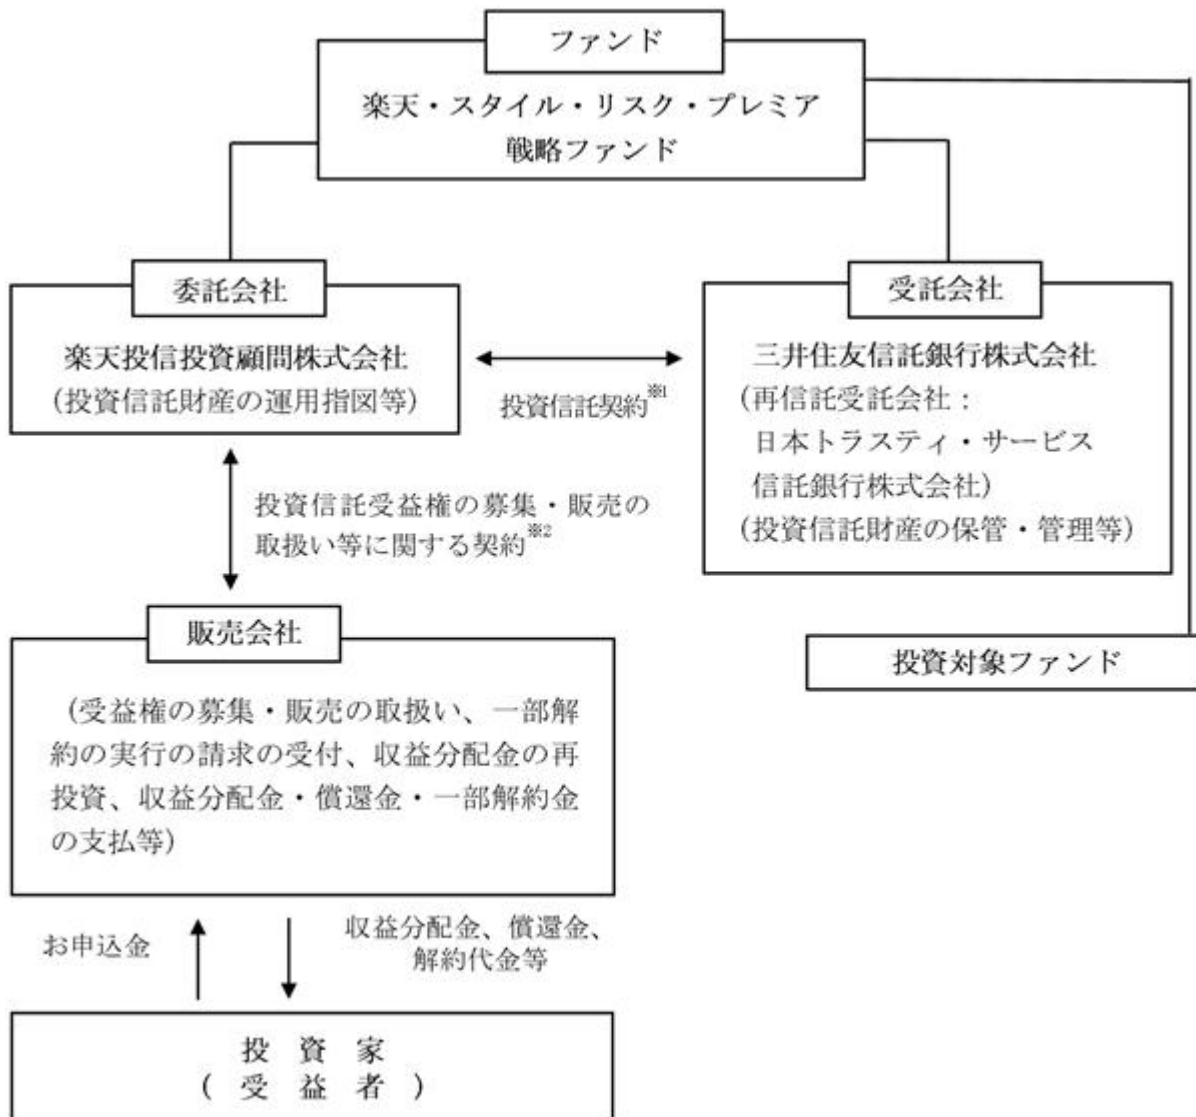 ファンド
楽天・スタイル・リスク・プレミア
戦略ファンド
委託会社
楽天投信投資顧問株式会社
(投資信託財産の運用指図等)
投資信託契約※1
受託会社
三井住友信託銀行株式会社
(再信託受託会社:
日本トラスティ・サービス
信託銀行株式会社)
(投資信託財産の保管・管理等)
投資信託受益権の募集・販売の
取扱い等に関する契約※2
販売会社
(受益権の募集・販売の取扱い、一部解
約の実行の請求の受付、収益分配金の再
投資、収益分配金・償還金・一部解約金
の支払等)
投資対象ファンド
お申込金
収益分配金、償還金、
解約代金等
投 資 家
( 受 益 者 )